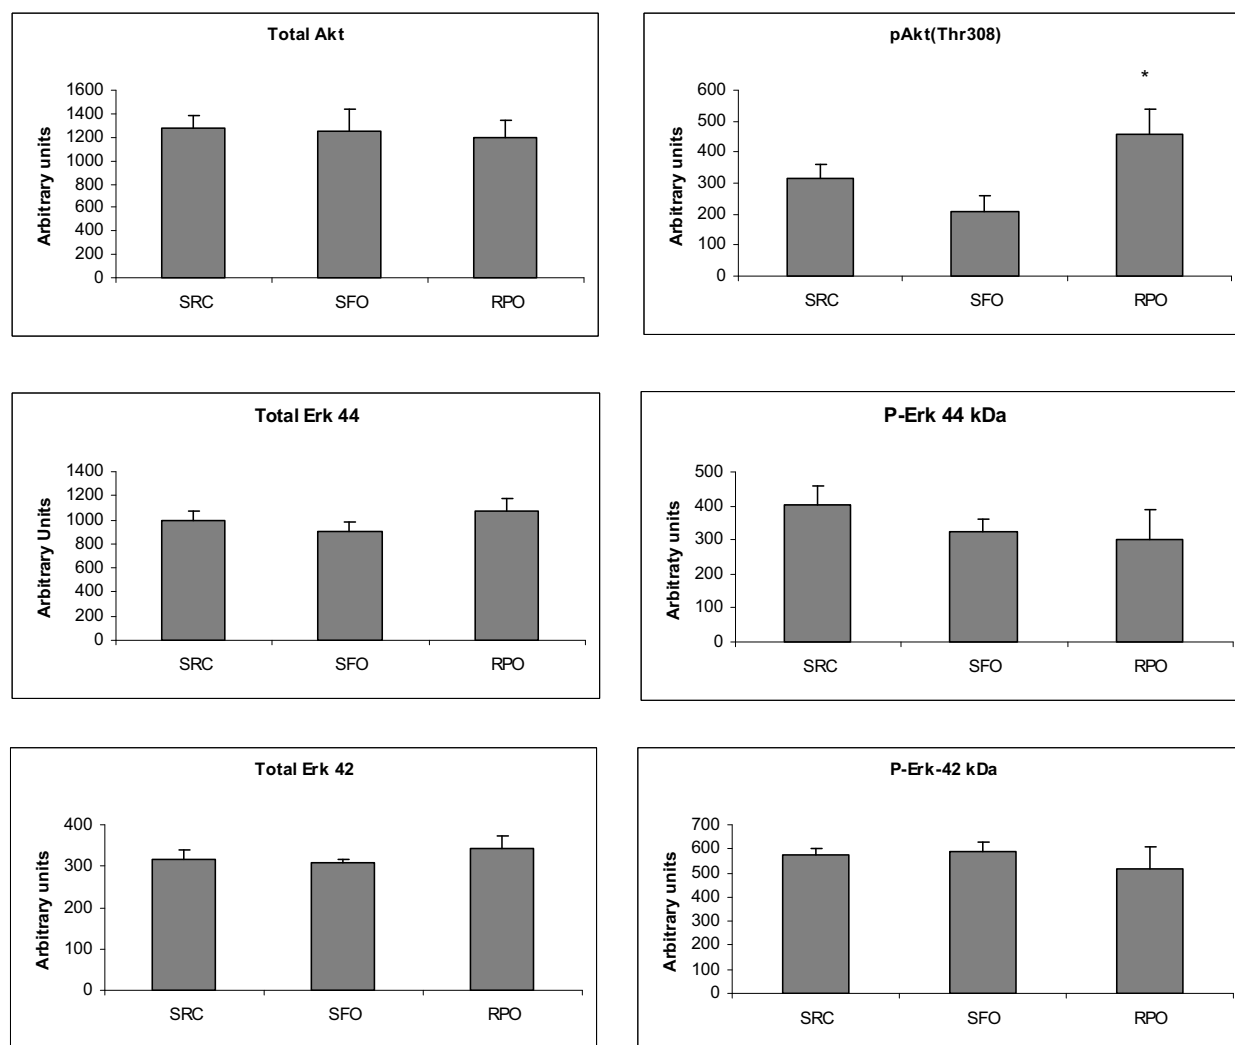 Total Akt
Arbitrary units
1600
1400
1200
1000
800
600
400
200
0
SRC SFO RPO
pAkt(Thr308)
*
Arbitrary units
600
500
400
300
200
100
0
SRC SFO RPO
Total Erk 44
Arbitrary Units
1400
1200
1000
800
600
400
200
0
SRC SFO RPO
P-Erk 44 kDa
Arbitraty units
500
400
300
200
100
0
SRC SFO RPO
Total Erk 42
Arbitrary units
400
300
200
100
0
SRC SFO RPO
P-Erk-42 kDa
Arbitrary units
700
600
500
400
300
200
100
0
SRC SFO RPO